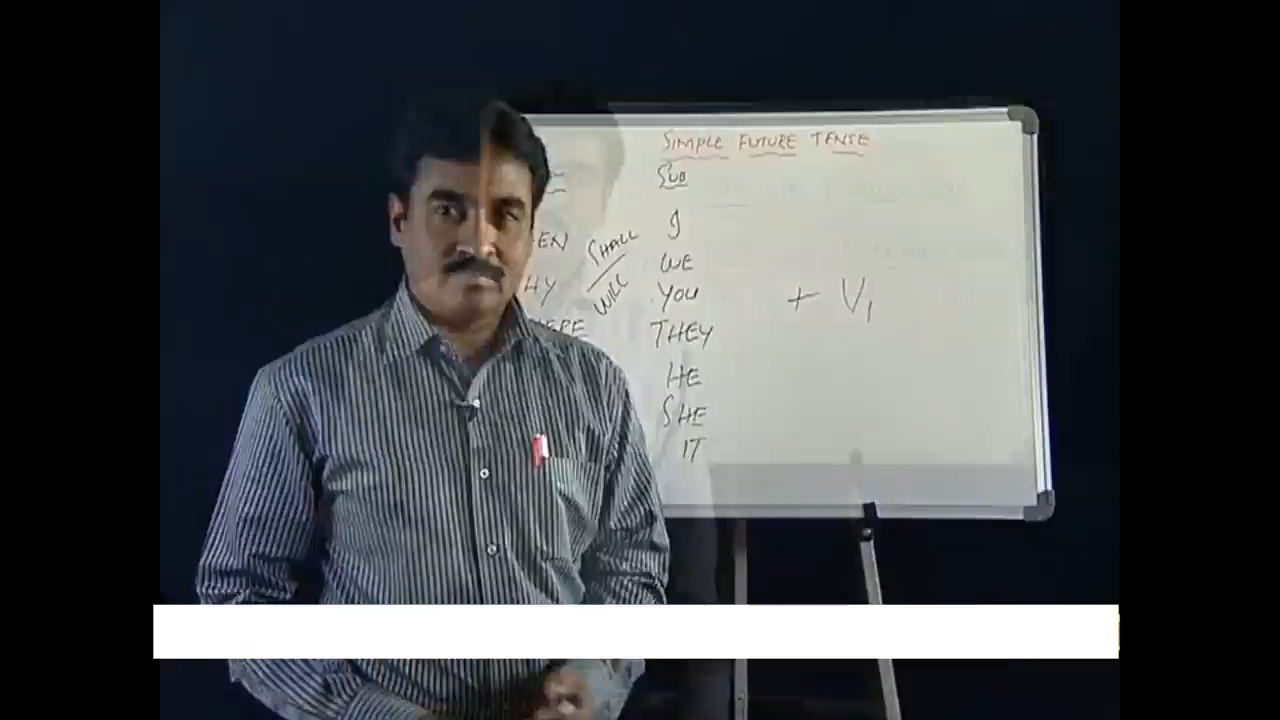 SIMPLE FUTURE TENSE
SUB
SHALL I
WILL WE
YOU + V1
THEY
HE
SHE
IT